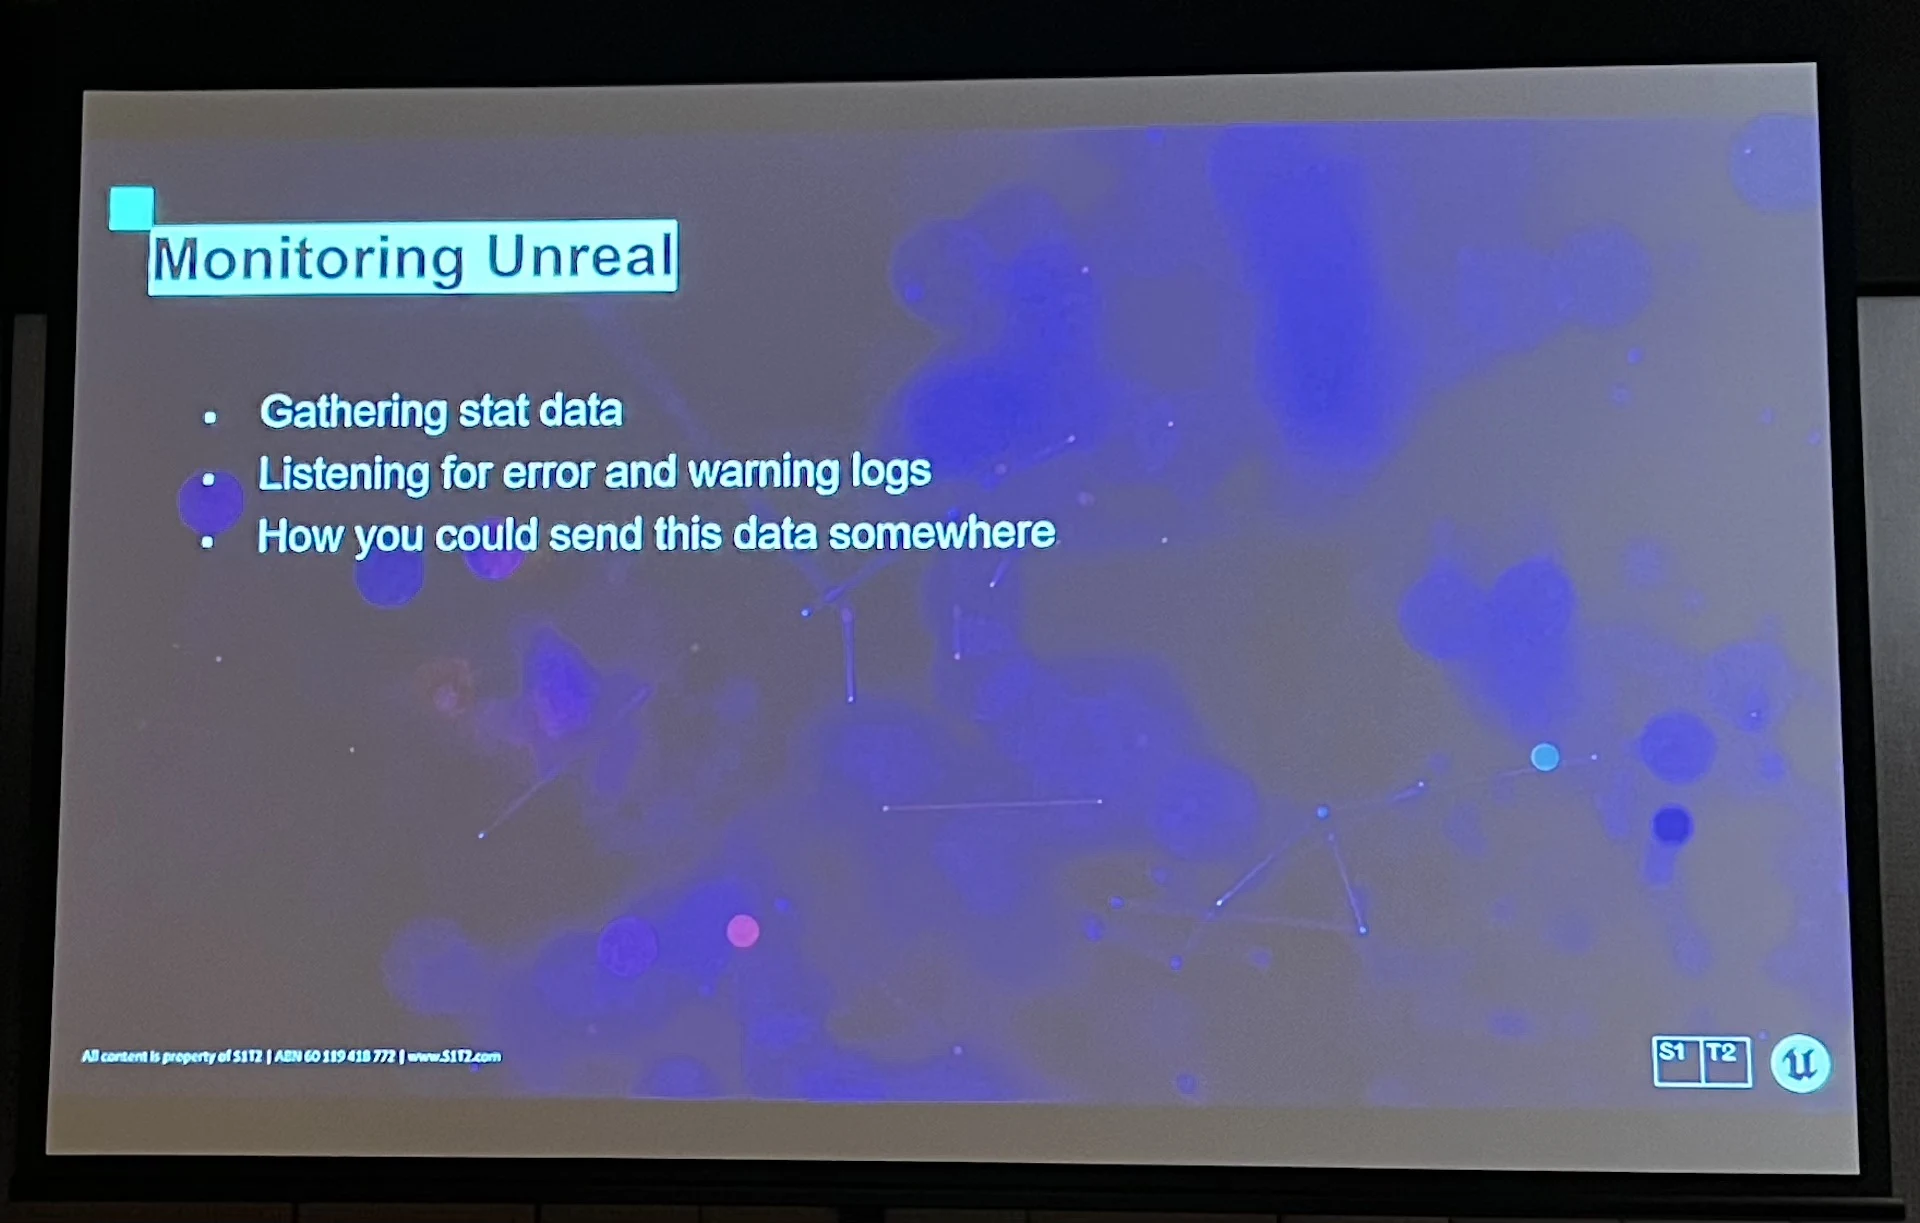 Monitoring Unreal
• Gathering stat data
• Listening for error and warning logs
• How you could send this data somewhere
All content is property of S1T2 | ABN 60 119 418 772 | www.S1T2.com
S1 T2